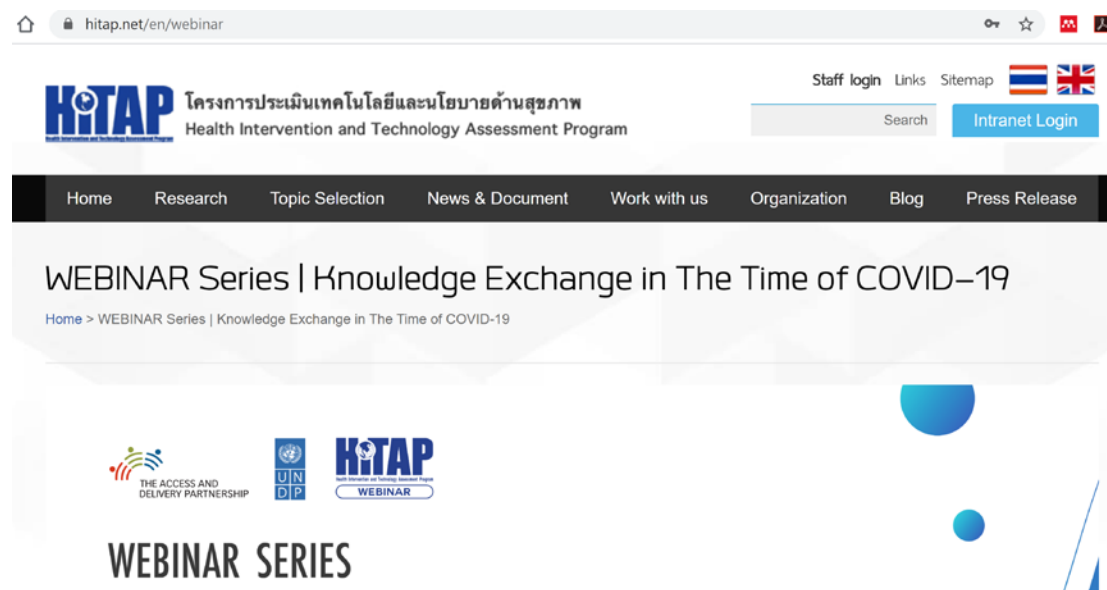 hitap.net/en/webinar
Staff login Links Sitemap
HITAP
โครงการประเมินเทคโนโลยีและนโยบายด้านสุขภาพ
Health Intervention and Technology Assessment Program
Search
Intranet Login
Home Research Topic Selection News & Document Work with us Organization Blog Press Release
WEBINAR Series | Knowledge Exchange in The Time of COVID-19
Home > WEBINAR Series | Knowledge Exchange in The Time of COVID-19
THE ACCESS AND
DELIVERY PARTNERSHIP
UN
DP
HITAP
WEBINAR
WEBINAR SERIES